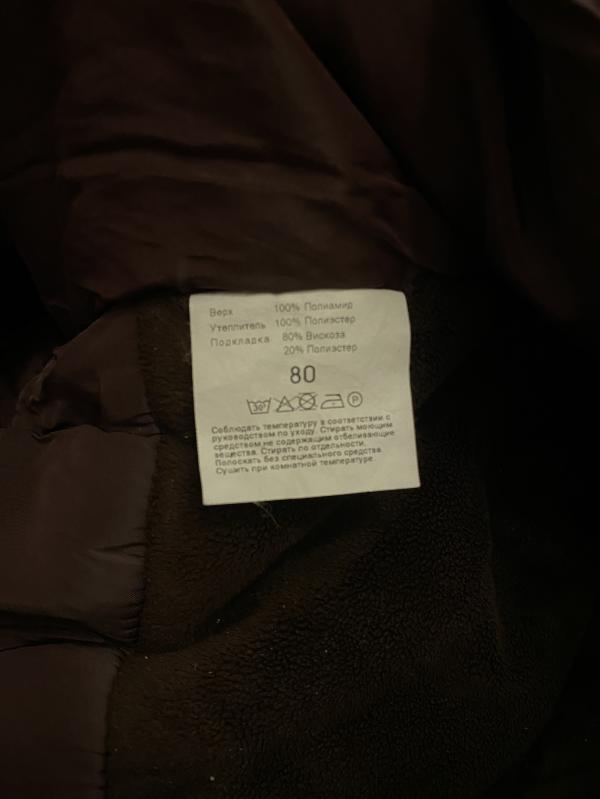 Верх 100% Полиамид
Утеплитель 100% Полиэстер
Подкладка 80% Вискоза
20% Полиэстер
80
30° P
Соблюдать температуру в соответствии с
руководством по уходу. Стирать моющим
средством не содержащим отбеливающие
вещества. Стирать по отдельности.
Полоскать без специального средства.
Сушить при комнатной температуре.